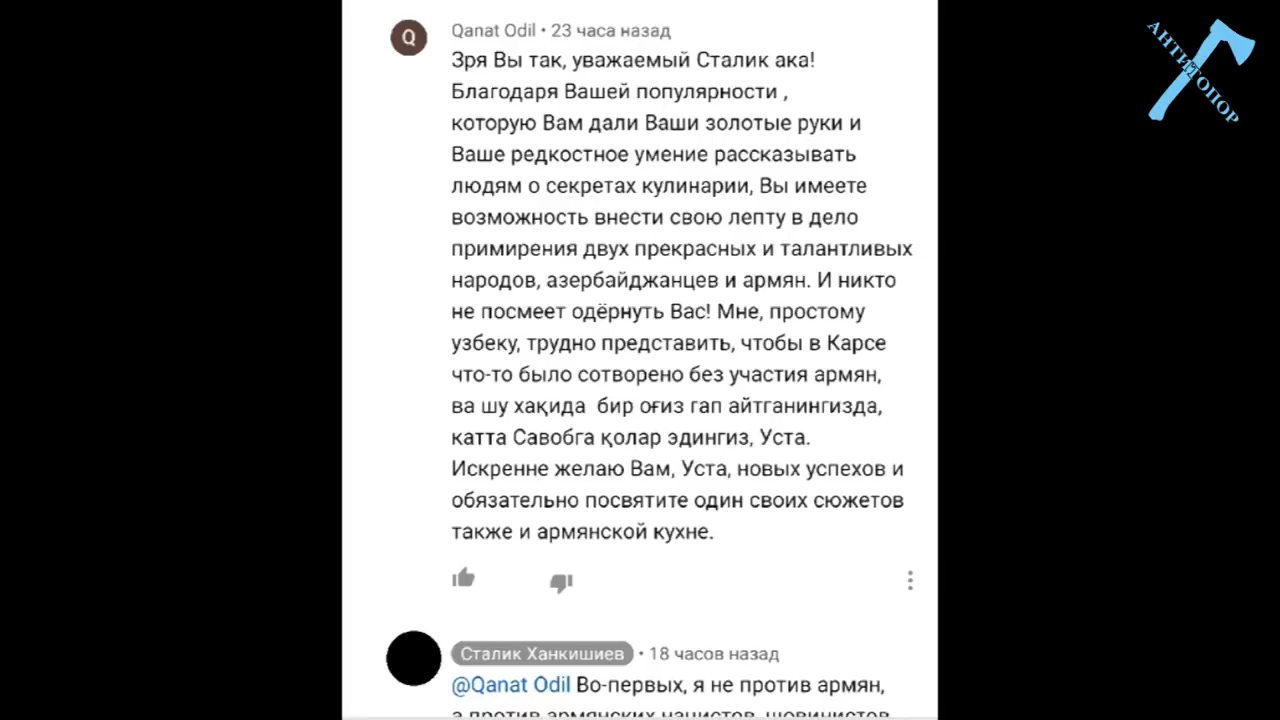 Qanat Odil • 23 часа назад
Q
Зря Вы так, уважаемый Сталик ака!
Благодаря Вашей популярности ,
которую Вам дали Ваши золотые руки и
Ваше редкостное умение рассказывать
людям о секретах кулинарии, Вы имеете
возможность внести свою лепту в дело
примирения двух прекрасных и талантливых
народов, азербайджанцев и армян. И никто
не посмеет одёрнуть Вас! Мне, простому
узбеку, трудно представить, чтобы в Карсе
что-то было сотворено без участия армян,
ва шу хақида бир оғиз гап айтганингизда,
катта Савобга қолар эдингиз, Уста.
Искренне желаю Вам, Уста, новых успехов и
обязательно посвятите один своих сюжетов
также и армянской кухне.
Сталик Ханкишиев • 18 часов назад
@Qanat Odil Во-первых, я не против армян,
а против армянских нацистов, шовинистов
АНТИТОПОР